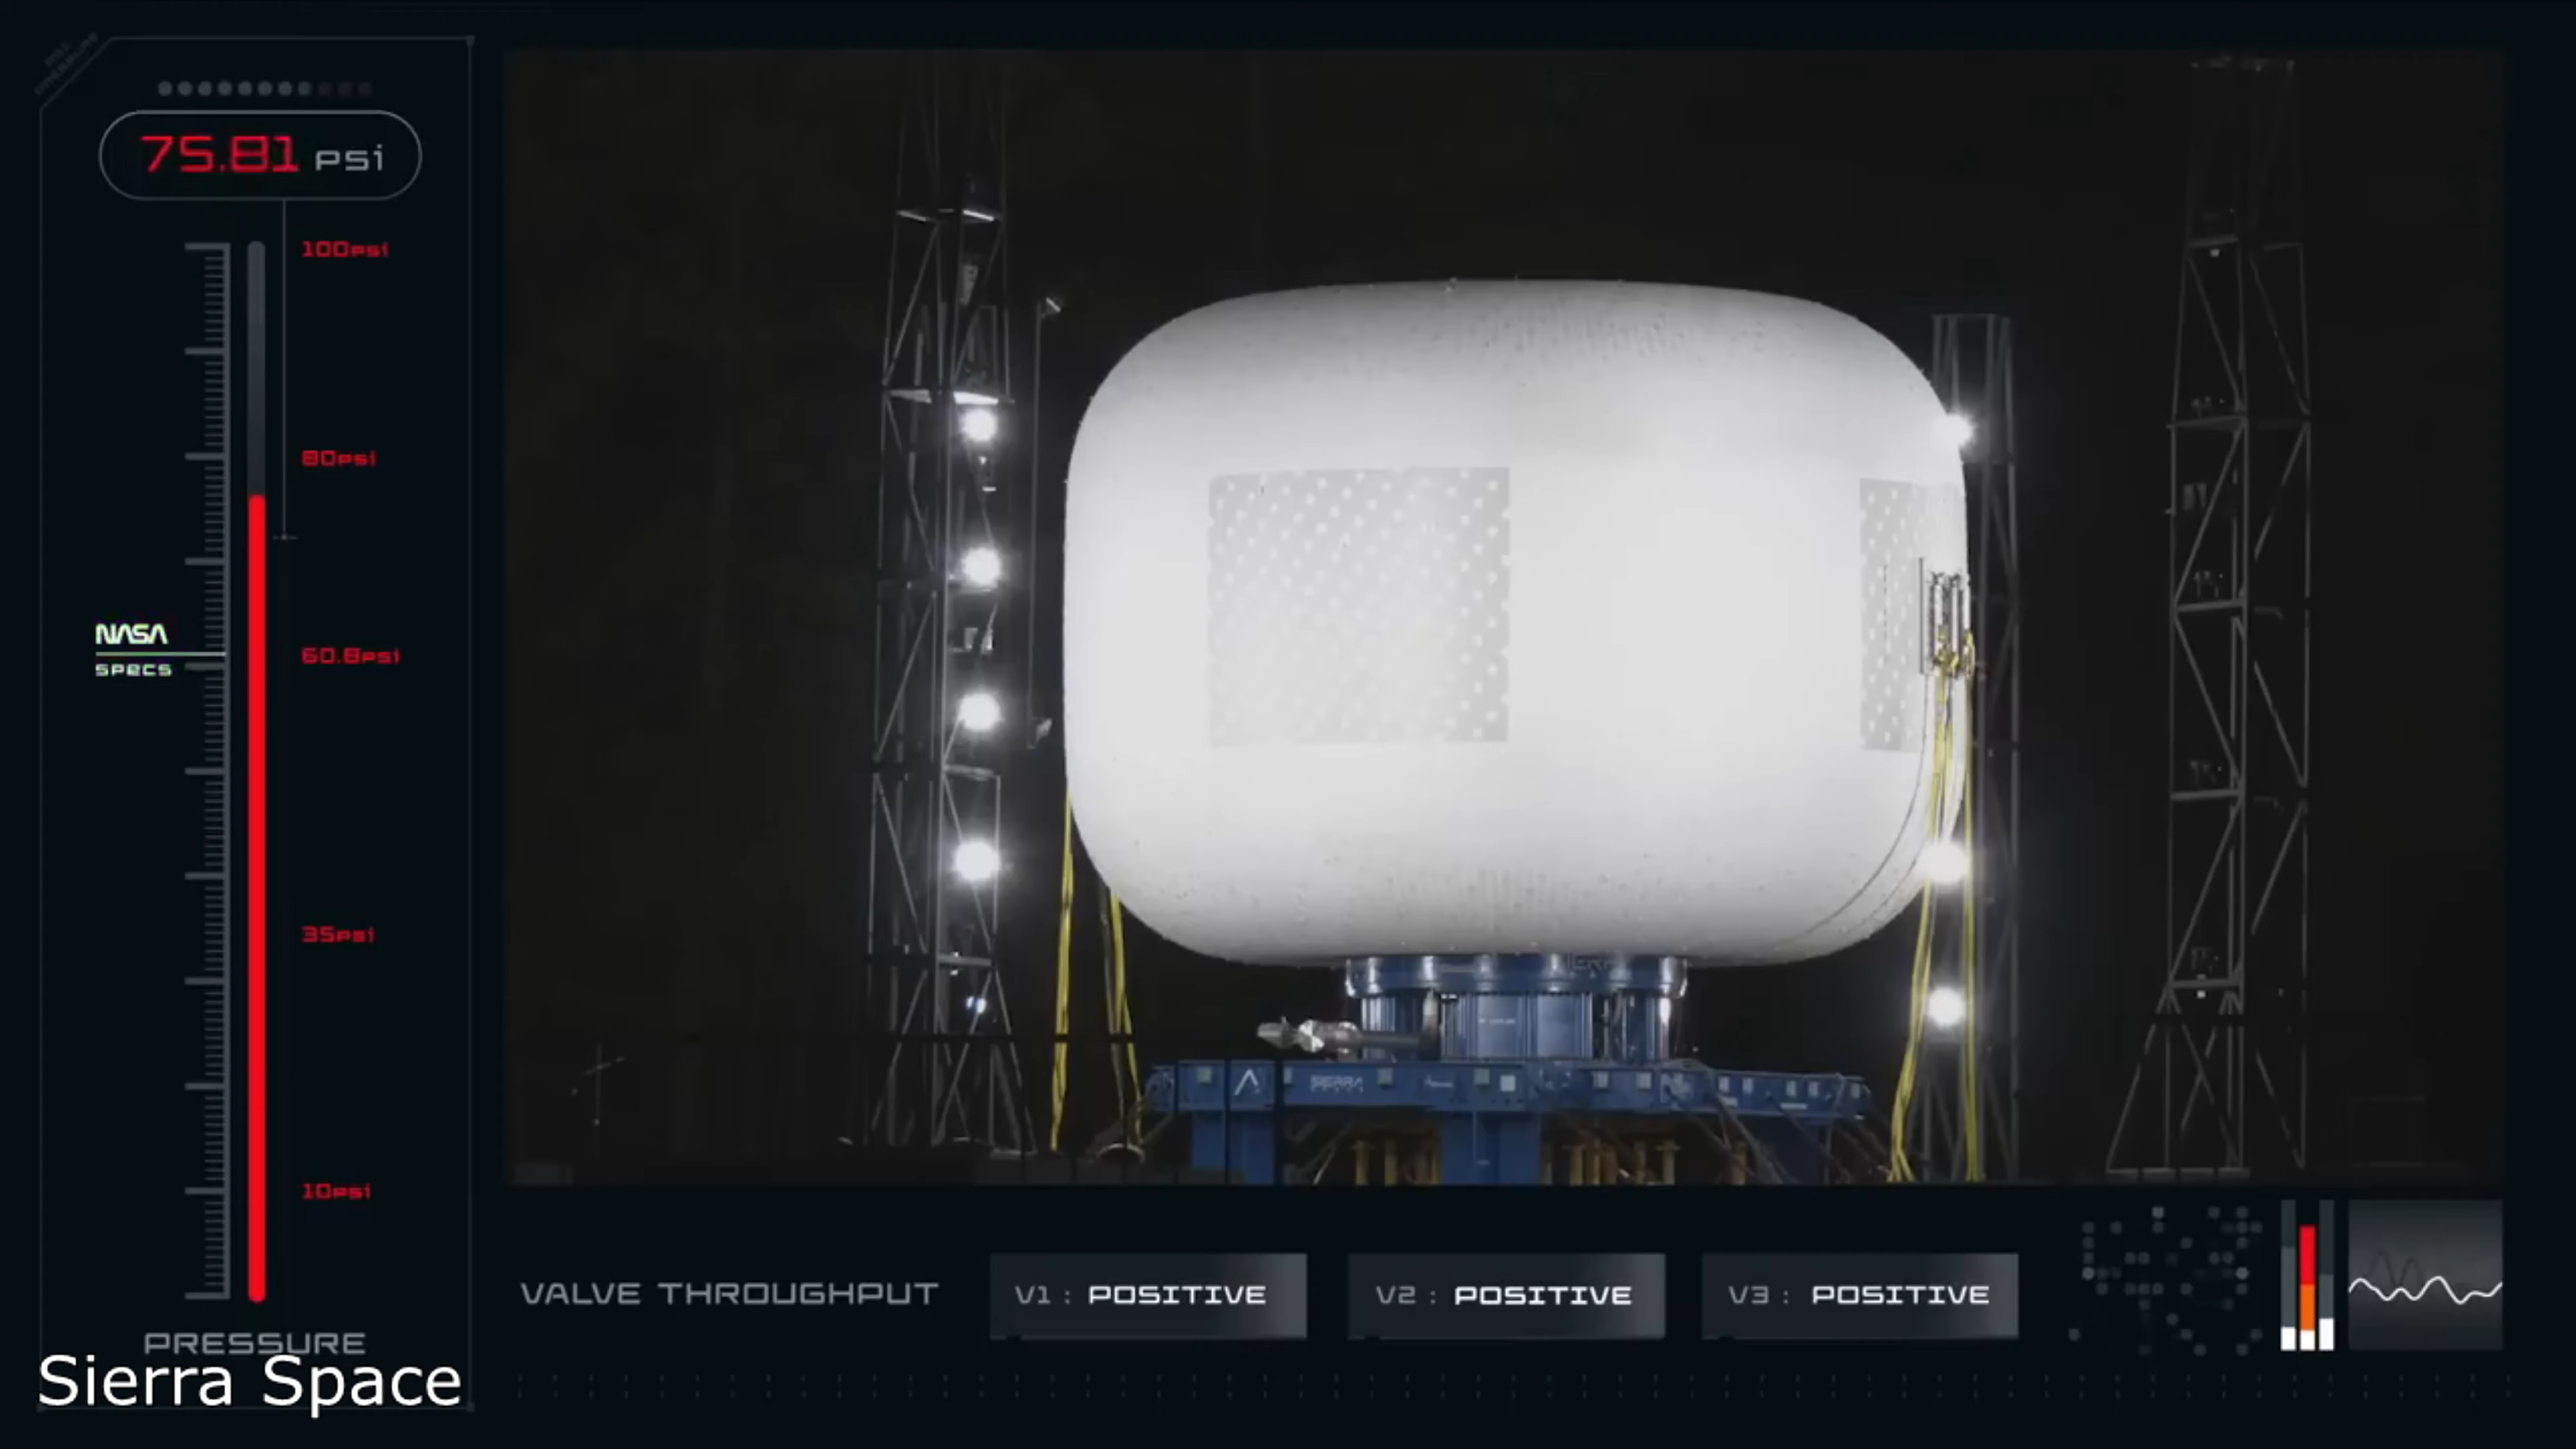 75.81 PSi
100psi
80psi
NASA
SPECS
60.8psi
35psi
10psi
PRESSURE
Sierra Space
SIERRA
VALVE THROUGHPUT
V1 : POSITIVE
V2 : POSITIVE
V3 : POSITIVE